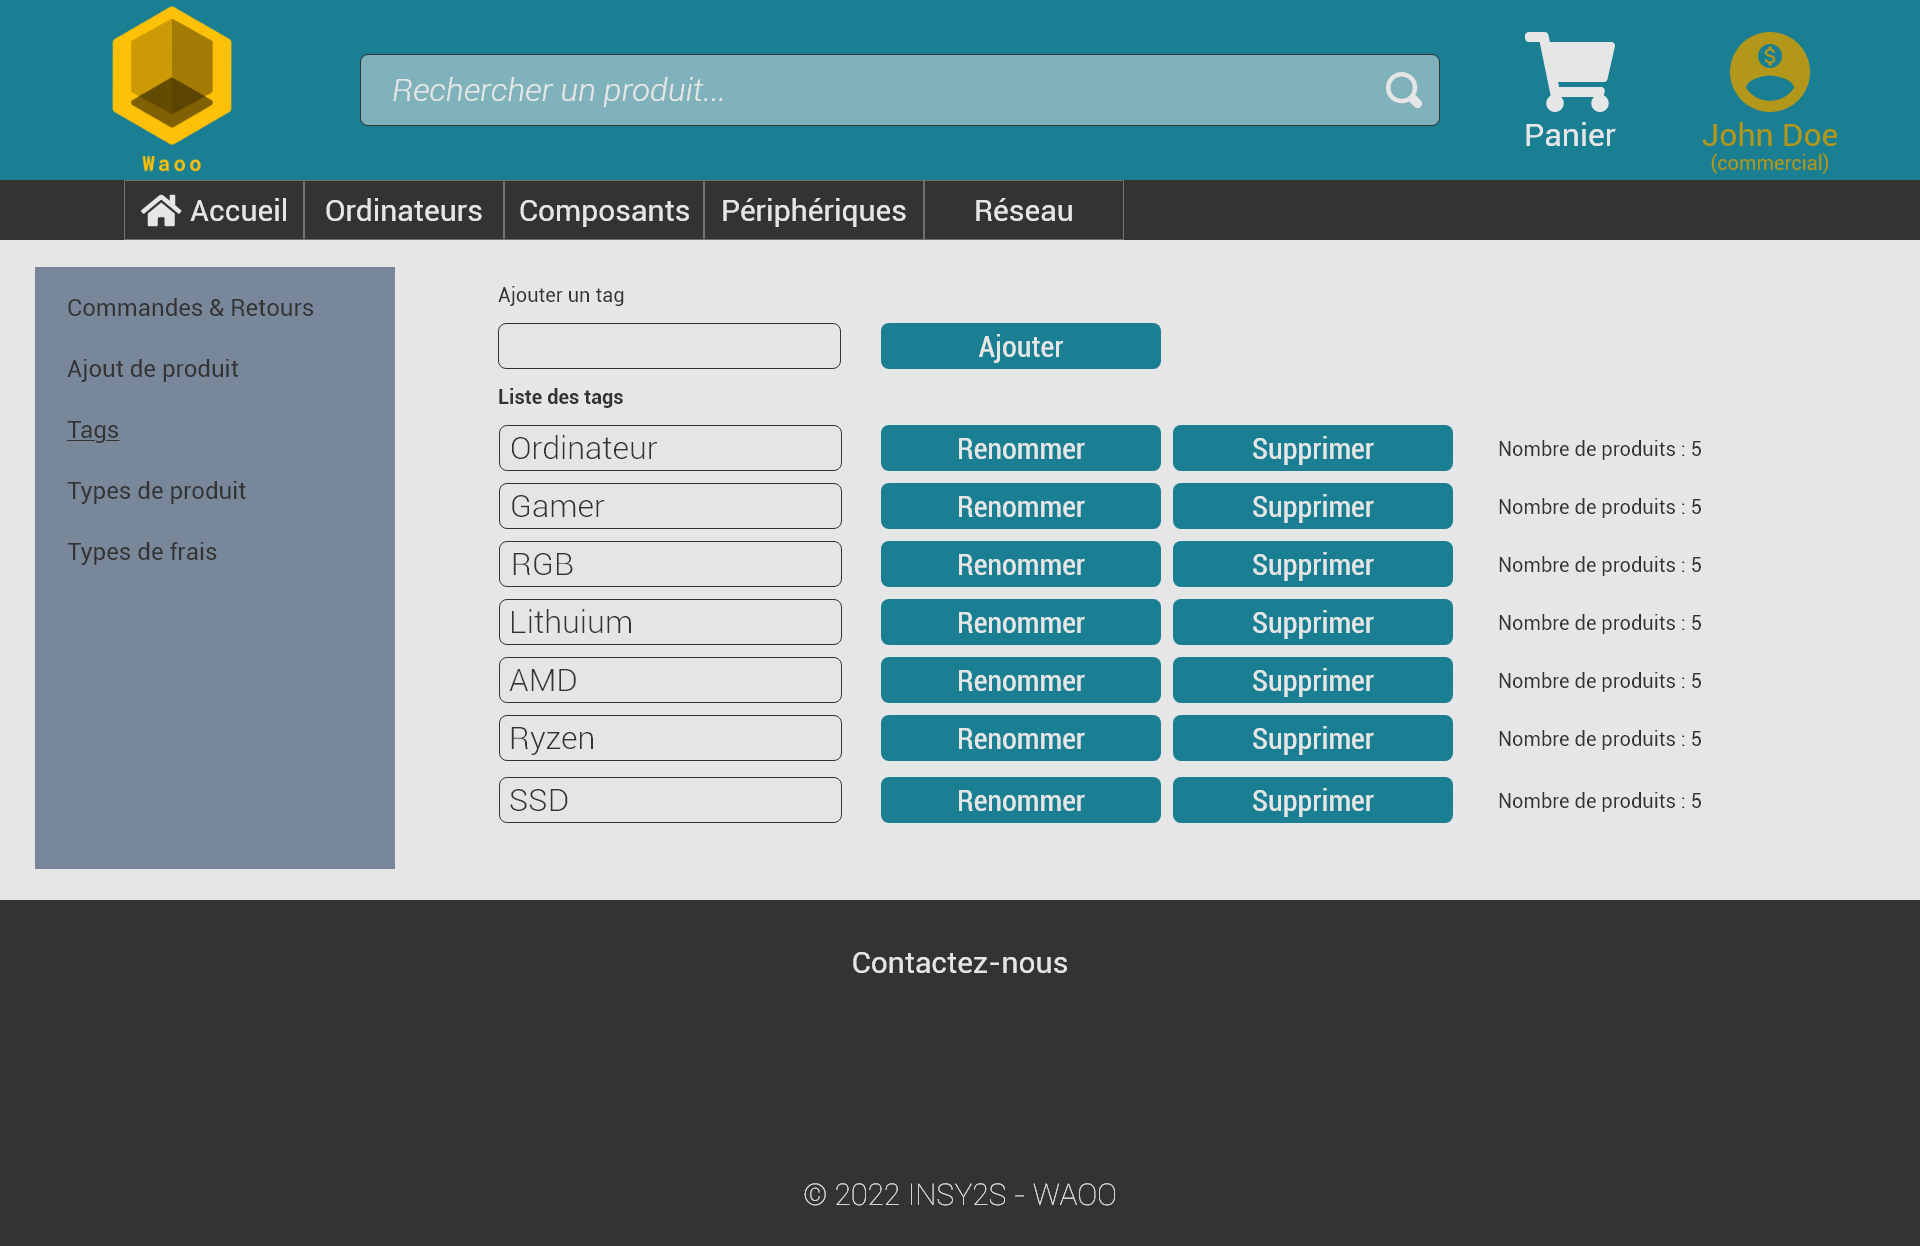 Waoo
Rechercher un produit...
Panier
John Doe
(commercial)
Accueil
Ordinateurs
Composants
Périphériques
Réseau
Commandes & Retours
Ajout de produit
Tags
Types de produit
Types de frais
Ajouter un tag
Ajouter
Liste des tags
Ordinateur Renommer Supprimer Nombre de produits : 5
Gamer Renommer Supprimer Nombre de produits : 5
RGB Renommer Supprimer Nombre de produits : 5
Lithuium Renommer Supprimer Nombre de produits : 5
AMD Renommer Supprimer Nombre de produits : 5
Ryzen Renommer Supprimer Nombre de produits : 5
SSD Renommer Supprimer Nombre de produits : 5
Contactez-nous
© 2022 INSY2S - WAOO